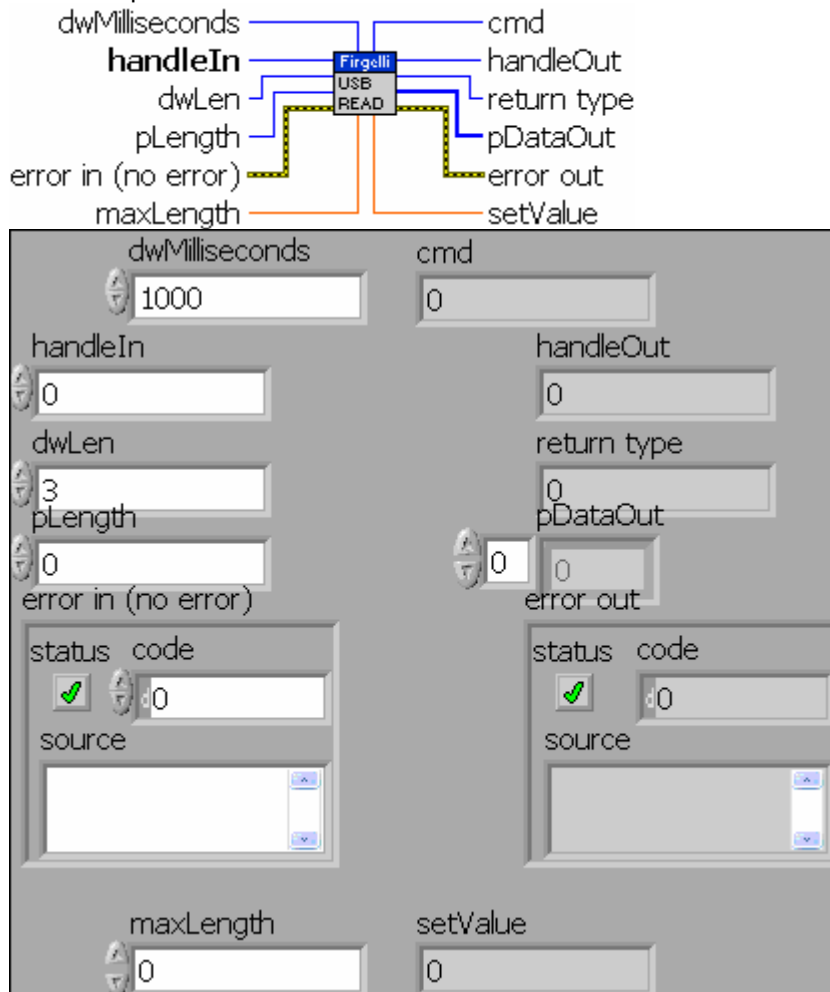 dwMilliseconds cmd
handleIn Firgelli handleOut
dwLen USB return type
READ
pLength pDataOut
error in (no error) error out
maxLength setValue
dwMilliseconds cmd
1000 0
handleIn handleOut
0 0
dwLen return type
3 0
pLength pDataOut
0 0 0
error in (no error) error out
status code status code
d0 d0
source source
maxLength setValue
0 0